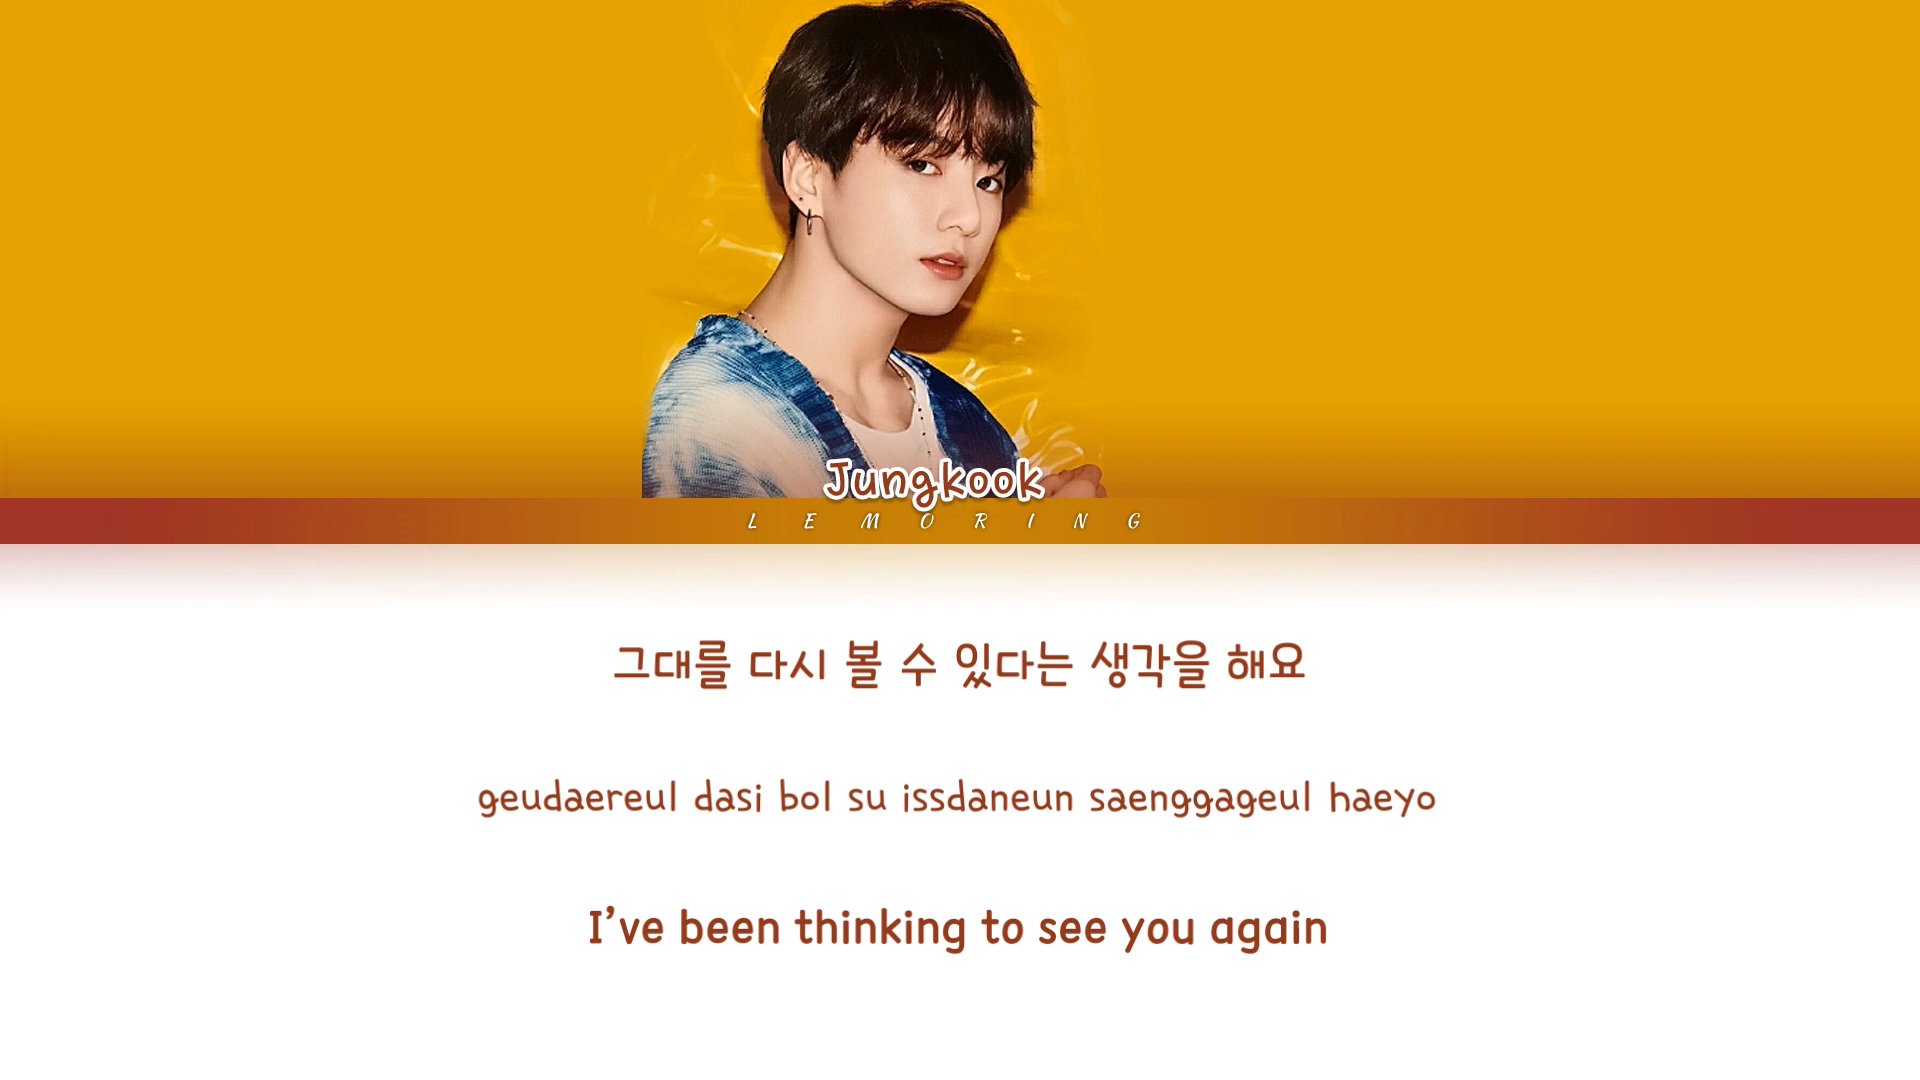 Jungkook
LEMORING
그대를 다시 볼 수 있다는 생각을 해요
geudaereul dasi bol su issdaneun saenggageul haeyo
I’ve been thinking to see you again